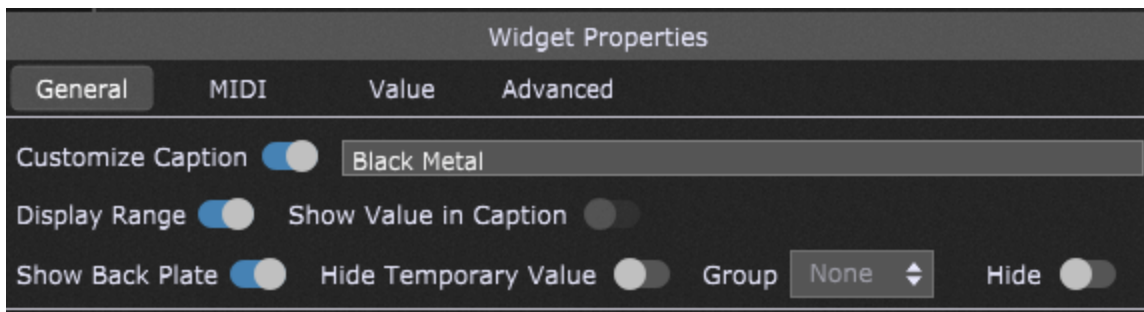 Widget Properties
General MIDI Value Advanced
Customize Caption Black Metal
Display Range Show Value in Caption
Show Back Plate Hide Temporary Value Group None Hide